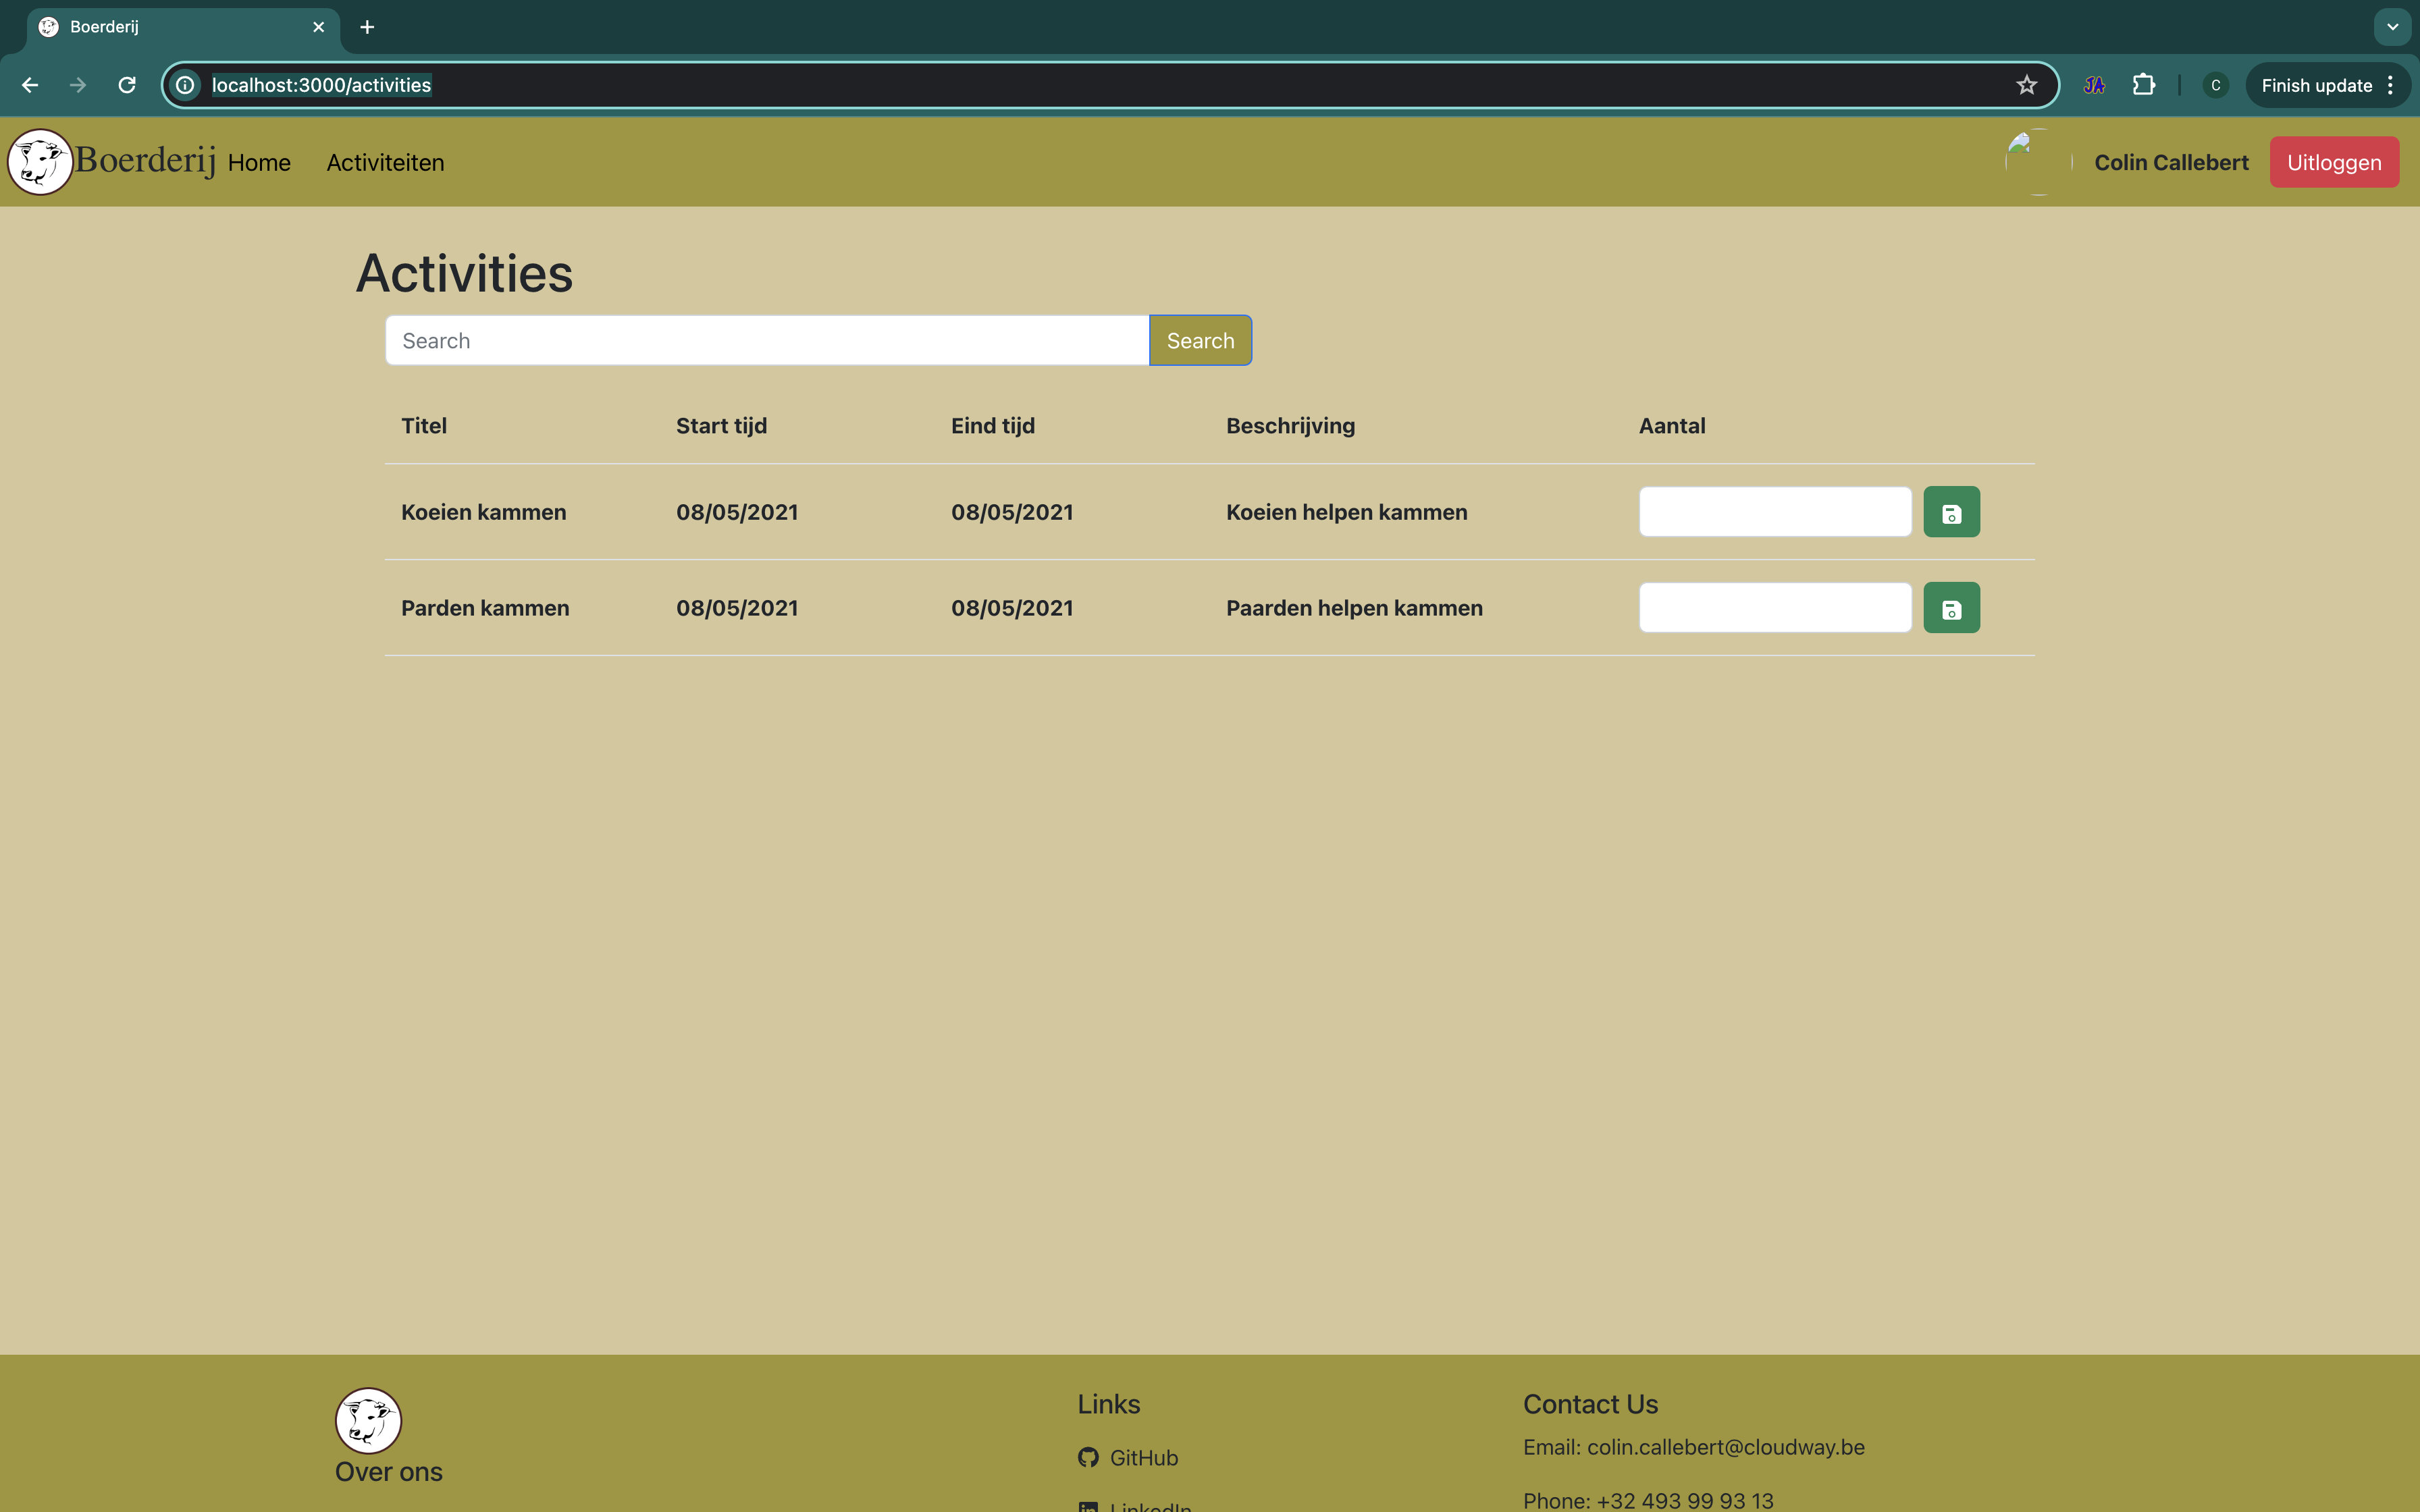 Boerderij
localhost:3000/activities
JA
C
Finish update
Boerderij Home Activiteiten
Colin Callebert
Uitloggen
Activities
Search
Search
Titel Start tijd Eind tijd Beschrijving Aantal
Koeien kammen 08/05/2021 08/05/2021 Koeien helpen kammen
Parden kammen 08/05/2021 08/05/2021 Paarden helpen kammen
Over ons
Links
GitHub
LinkedIn
Contact Us
Email: colin.callebert@cloudway.be
Phone: +32 493 99 93 13